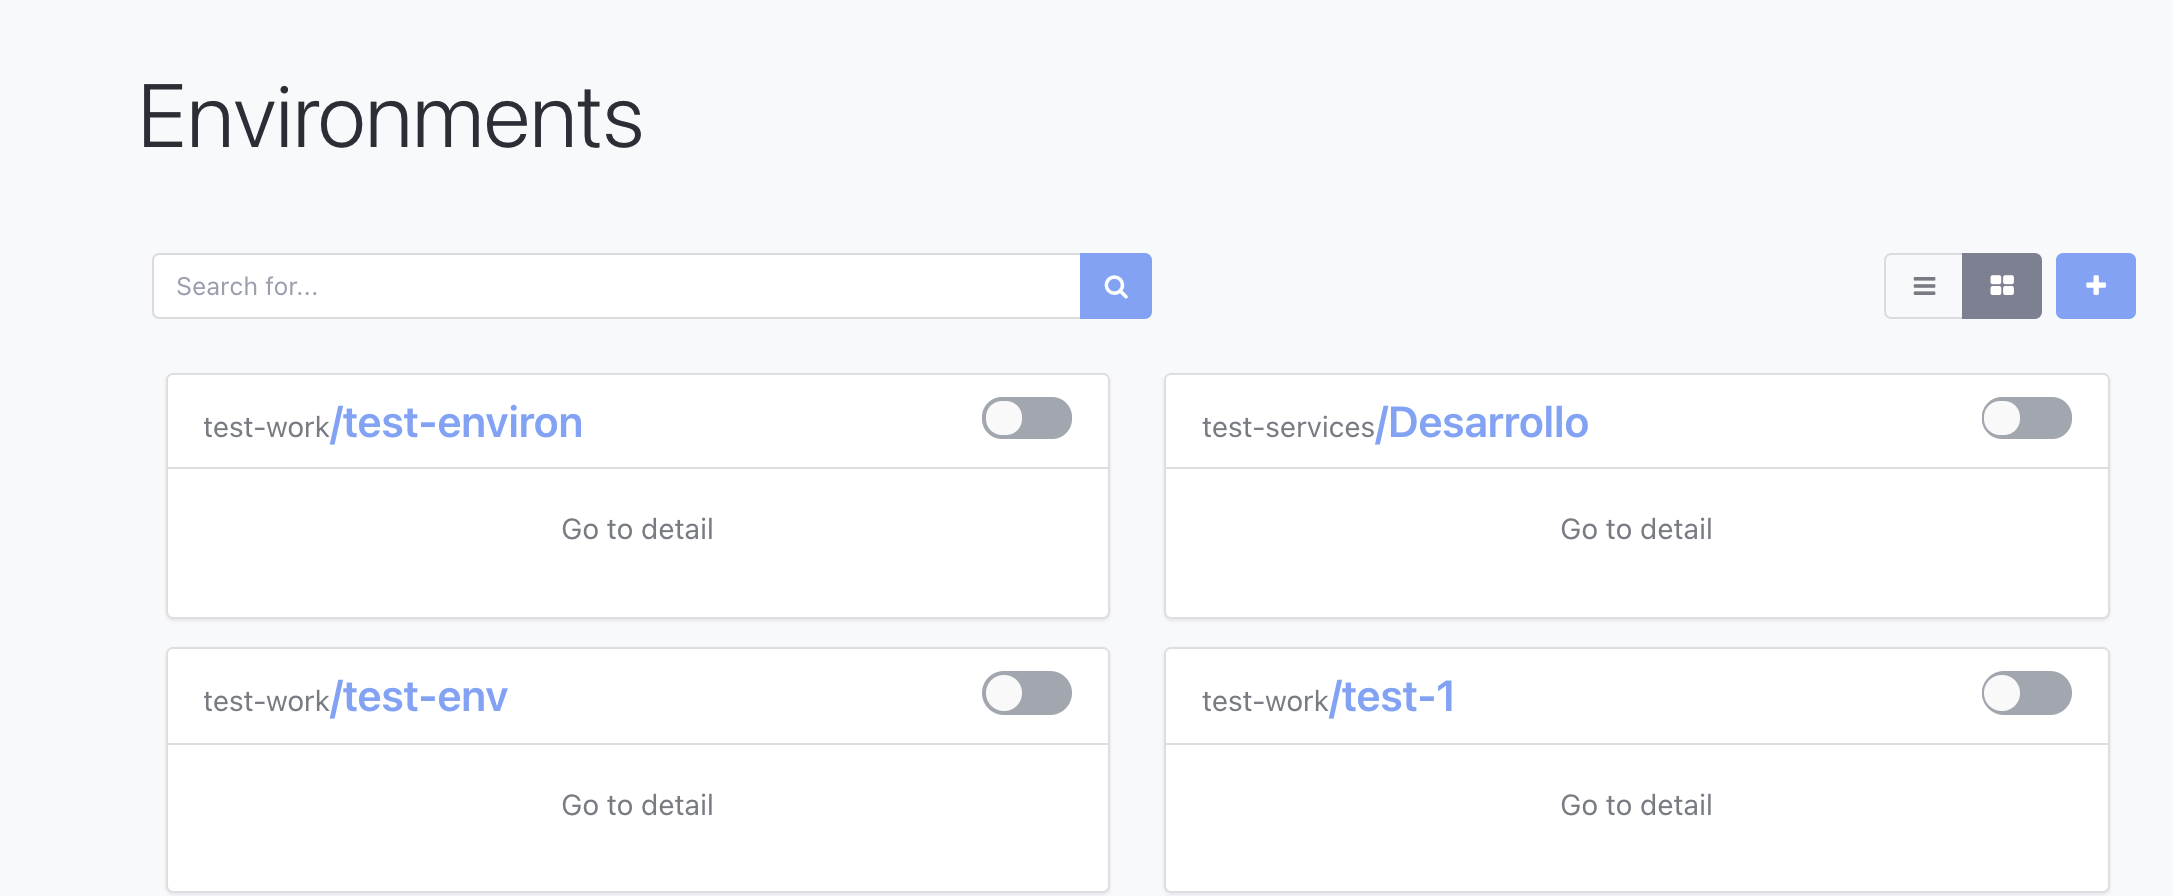 Environments
Search for...
test-work/test-environ
test-services/Desarrollo
Go to detail
Go to detail
test-work/test-env
test-work/test-1
Go to detail
Go to detail